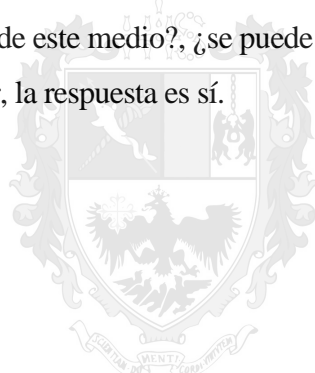 de este medio?, ¿se puede
, la respuesta es sí.